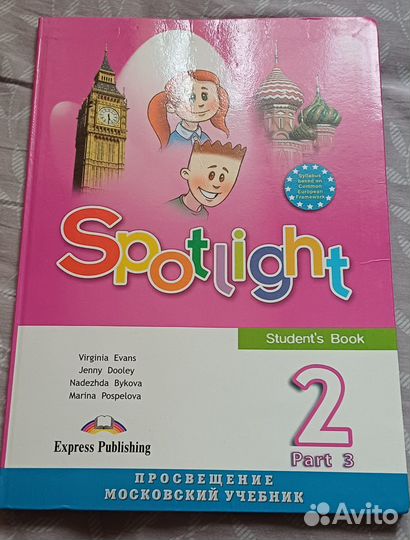 Syllabus
based on
Common
European
Framework
Spotlight
Student's Book
Virginia Evans
Jenny Dooley
Nadezhda Bykova
Marina Pospelova
2
Part 3
Express Publishing
ПРОСВЕЩЕНИЕ
МОСКОВСКИЙ УЧЕБНИК
Avito